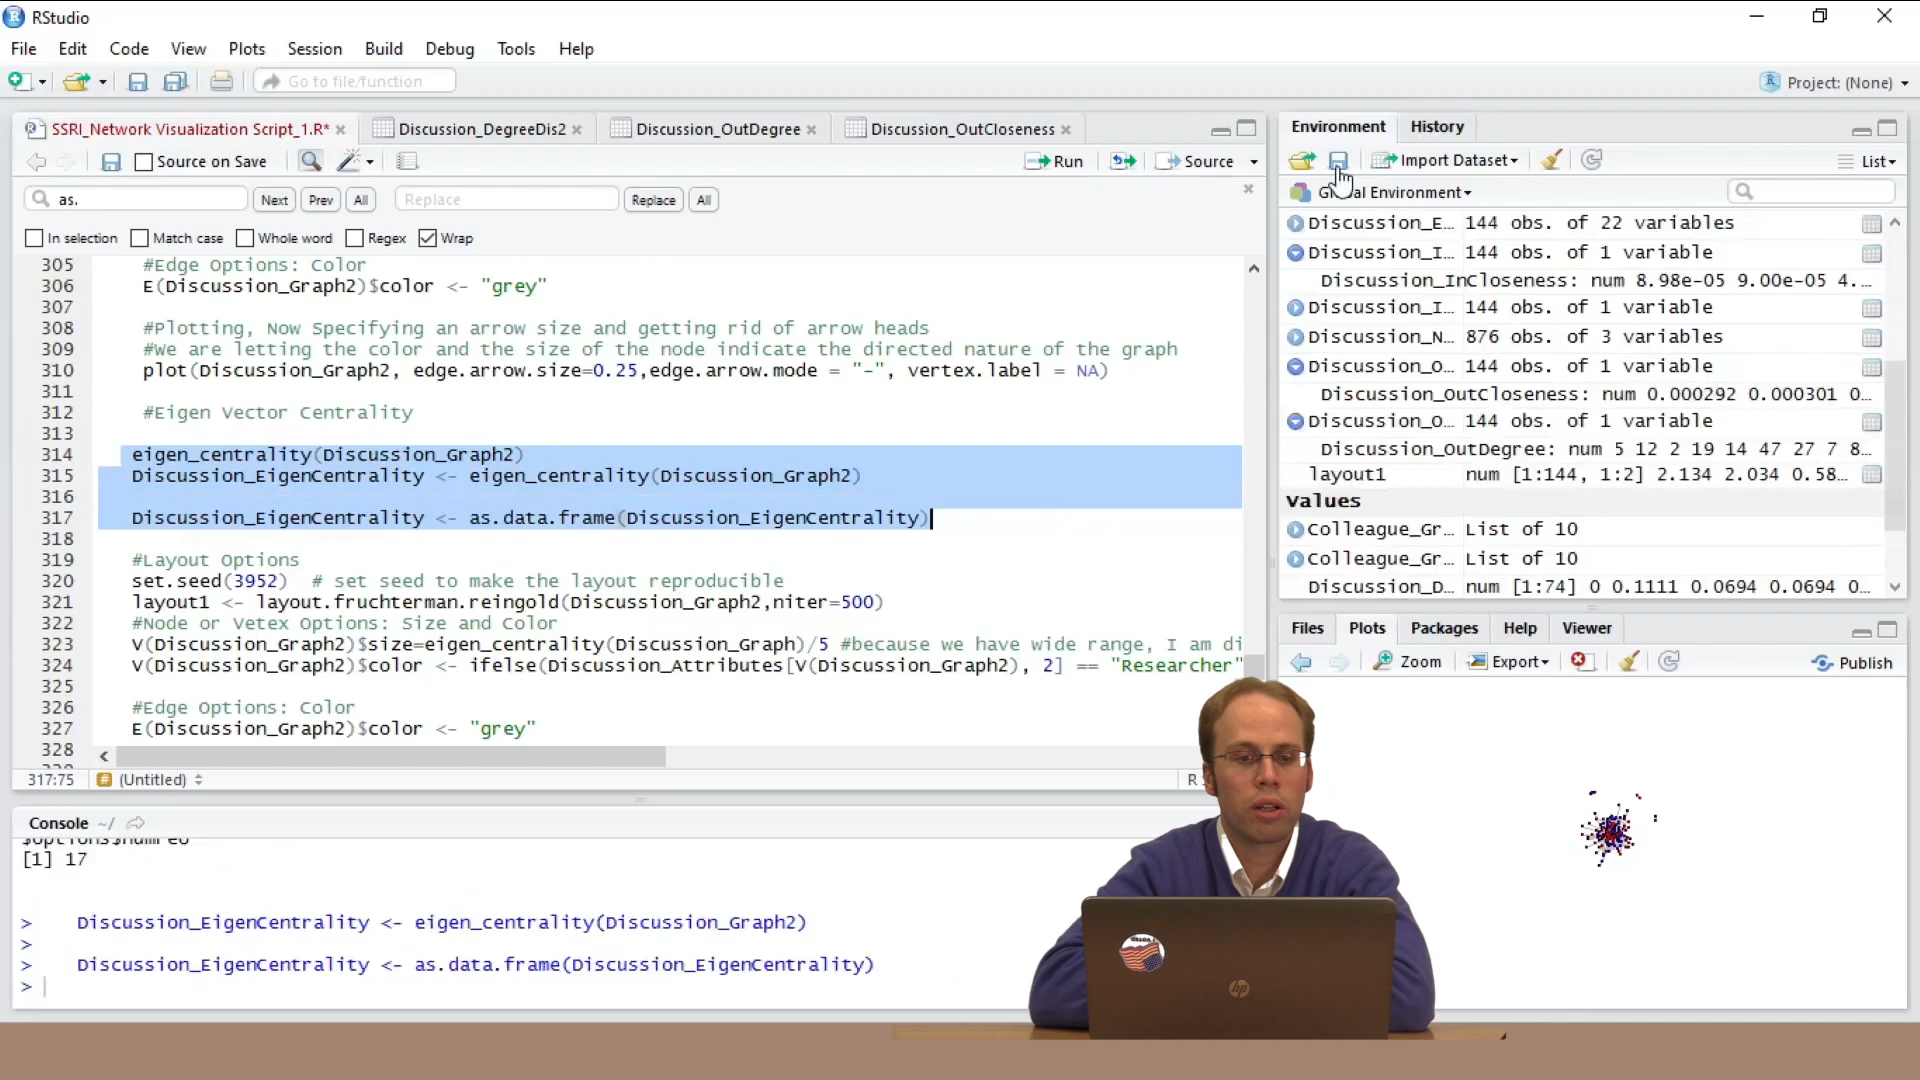 RStudio
File Edit Code View Plots Session Build Debug Tools Help
Go to file/function Project: (None)
SSRI_Network Visualization Script_1.R* Discussion_DegreeDis2 Discussion_OutDegree Discussion_OutCloseness
Source on Save Run Source
as. Next Prev All Replace Replace All
In selection Match case Whole word Regex Wrap
305 #Edge Options: Color
306 E(Discussion_Graph2)$color <- "grey"
307
308 #Plotting, Now Specifying an arrow size and getting rid of arrow heads
309 #We are letting the color and the size of the node indicate the directed nature of the graph
310 plot(Discussion_Graph2, edge.arrow.size=0.25,edge.arrow.mode = "-", vertex.label = NA)
311
312 #Eigen Vector Centrality
313
314 eigen_centrality(Discussion_Graph2)
315 Discussion_EigenCentrality <- eigen_centrality(Discussion_Graph2)
316
317 Discussion_EigenCentrality <- as.data.frame(Discussion_EigenCentrality)
318
319 #Layout Options
320 set.seed(3952) # set seed to make the layout reproducible
321 layout1 <- layout.fruchterman.reingold(Discussion_Graph2,niter=500)
322 #Node or Vetex Options: Size and Color
323 V(Discussion_Graph2)$size=eigen_centrality(Discussion_Graph)/5 #because we have wide range, I am di
324 V(Discussion_Graph2)$color <- ifelse(Discussion_Attributes[V(Discussion_Graph2), 2] == "Researcher"
325
326 #Edge Options: Color
327 E(Discussion_Graph2)$color <- "grey"
328
317:75 (Untitled) R
Console ~/
[1] 17
> Discussion_EigenCentrality <- eigen_centrality(Discussion_Graph2)
>
> Discussion_EigenCentrality <- as.data.frame(Discussion_EigenCentrality)
>
Environment History
Import Dataset List
Environment
Discussion_E... 144 obs. of 22 variables
Discussion_I... 144 obs. of 1 variable
Discussion_InCloseness: num 8.98e-05 9.00e-05 4....
Discussion_I... 144 obs. of 1 variable
Discussion_N... 876 obs. of 3 variables
Discussion_O... 144 obs. of 1 variable
Discussion_OutCloseness: num 0.000292 0.000301 0...
Discussion_O... 144 obs. of 1 variable
Discussion_OutDegree: num 5 12 2 19 14 47 27 7 8...
layout1 num [1:144, 1:2] 2.134 2.034 0.58...
Values
Colleague_Gr... List of 10
Colleague_Gr... List of 10
Discussion_D... num [1:74] 0 0.1111 0.0694 0.0694 0...
Files Plots Packages Help Viewer
Zoom Export Publish
hp